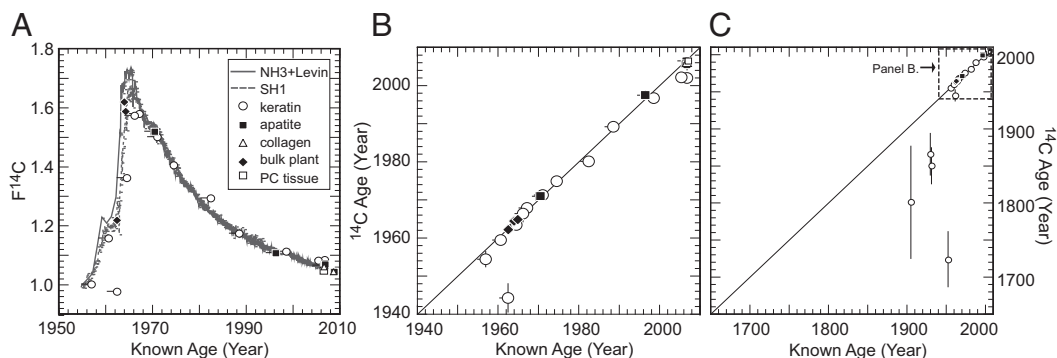 A
1.8
1.6
1.4
1.2
1.0
F14C
NH3+Levin
SH1
keratin
apatite
collagen
bulk plant
PC tissue
1950
1970
1990
2010
Known Age (Year)
B
2000
1980
1960
1940
14C Age (Year)
1940
1960
1980
2000
Known Age (Year)
C
Panel B.
2000
1900
1800
1700
14C Age (Year)
1700
1800
1900
2000
Known Age (Year)